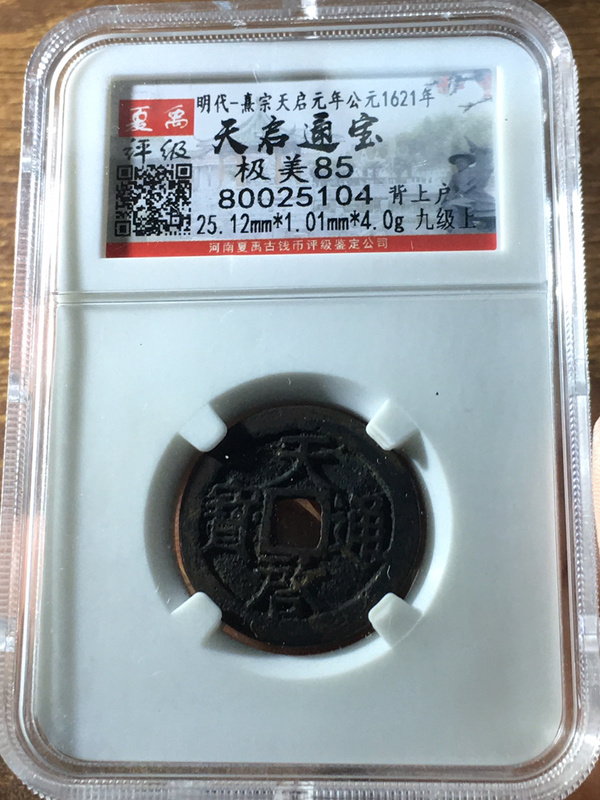 夏禹
评级
明代-熹宗天启元年公元1621年
天启通宝
极美85
80025104 背上户
25.12mm*1.01mm*4.0g 九级上
河南夏禹古钱币评级鉴定公司
天啟通寶